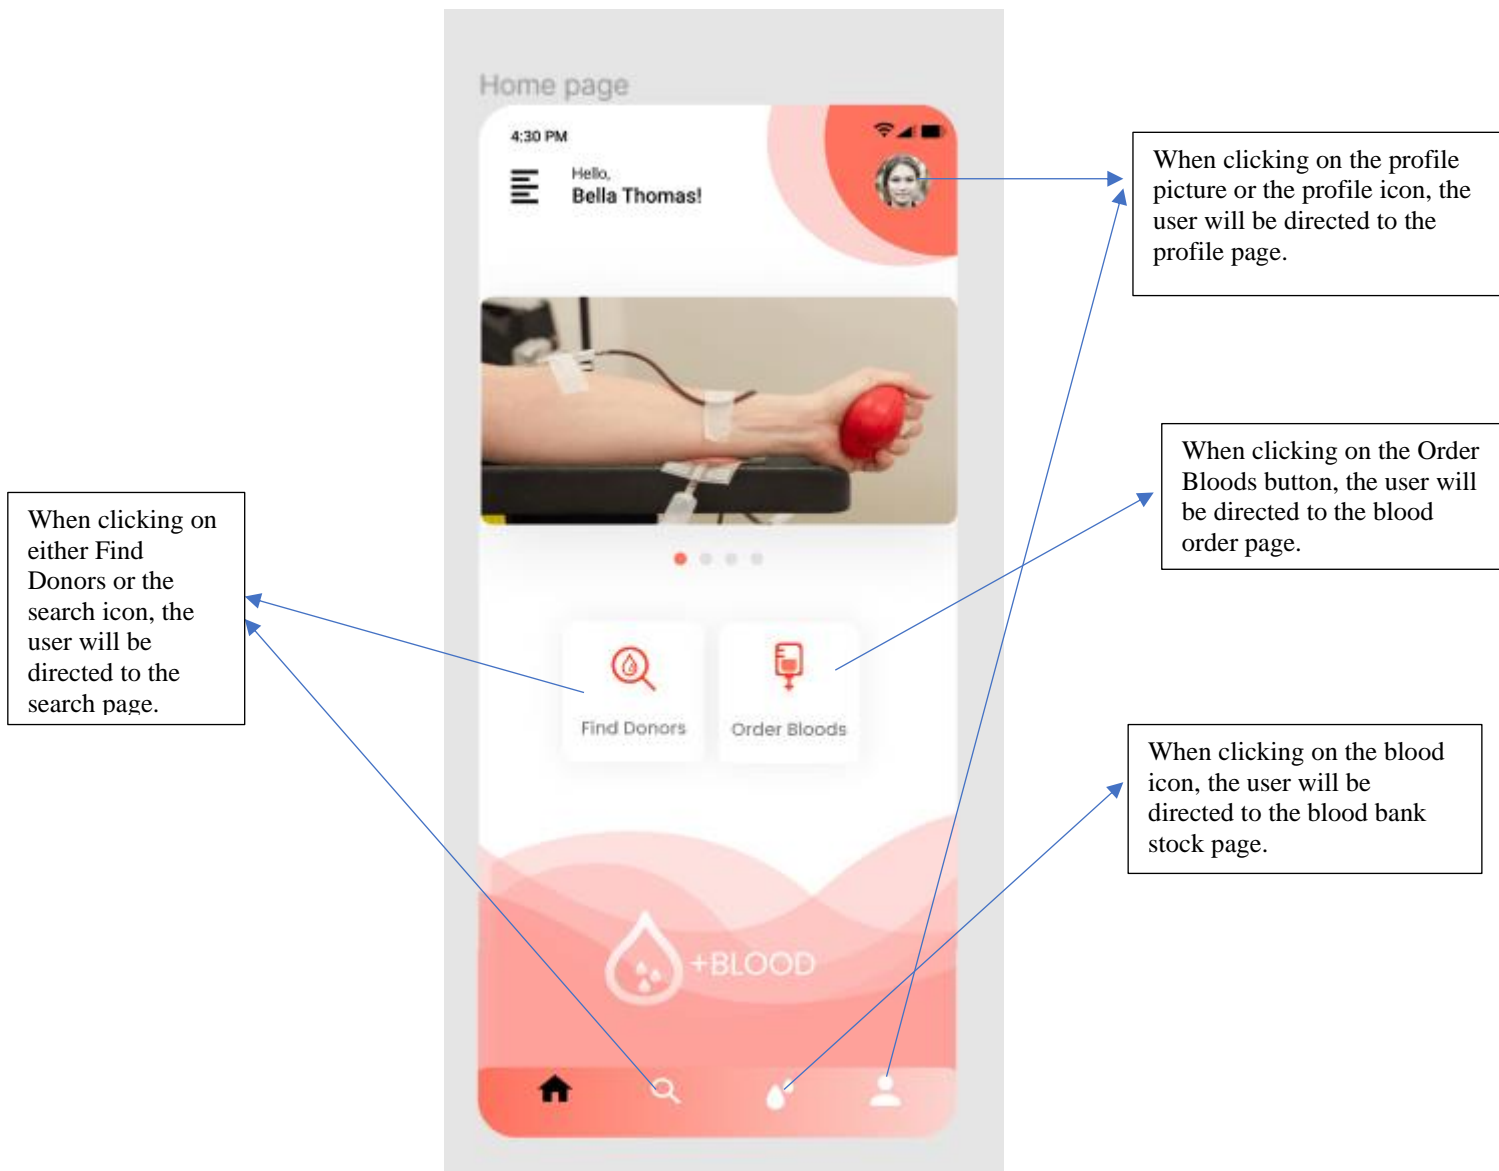 Home page
4:30 PM
Hello,
Bella Thomas!
When clicking on the profile
picture or the profile icon, the
user will be directed to the
profile page.
When clicking on the Order
Bloods button, the user will
be directed to the blood
order page.
When clicking on
either Find
Donors or the
search icon, the
user will be
directed to the
search page.
Find Donors
Order Bloods
When clicking on the blood
icon, the user will be
directed to the blood bank
stock page.
+BLOOD